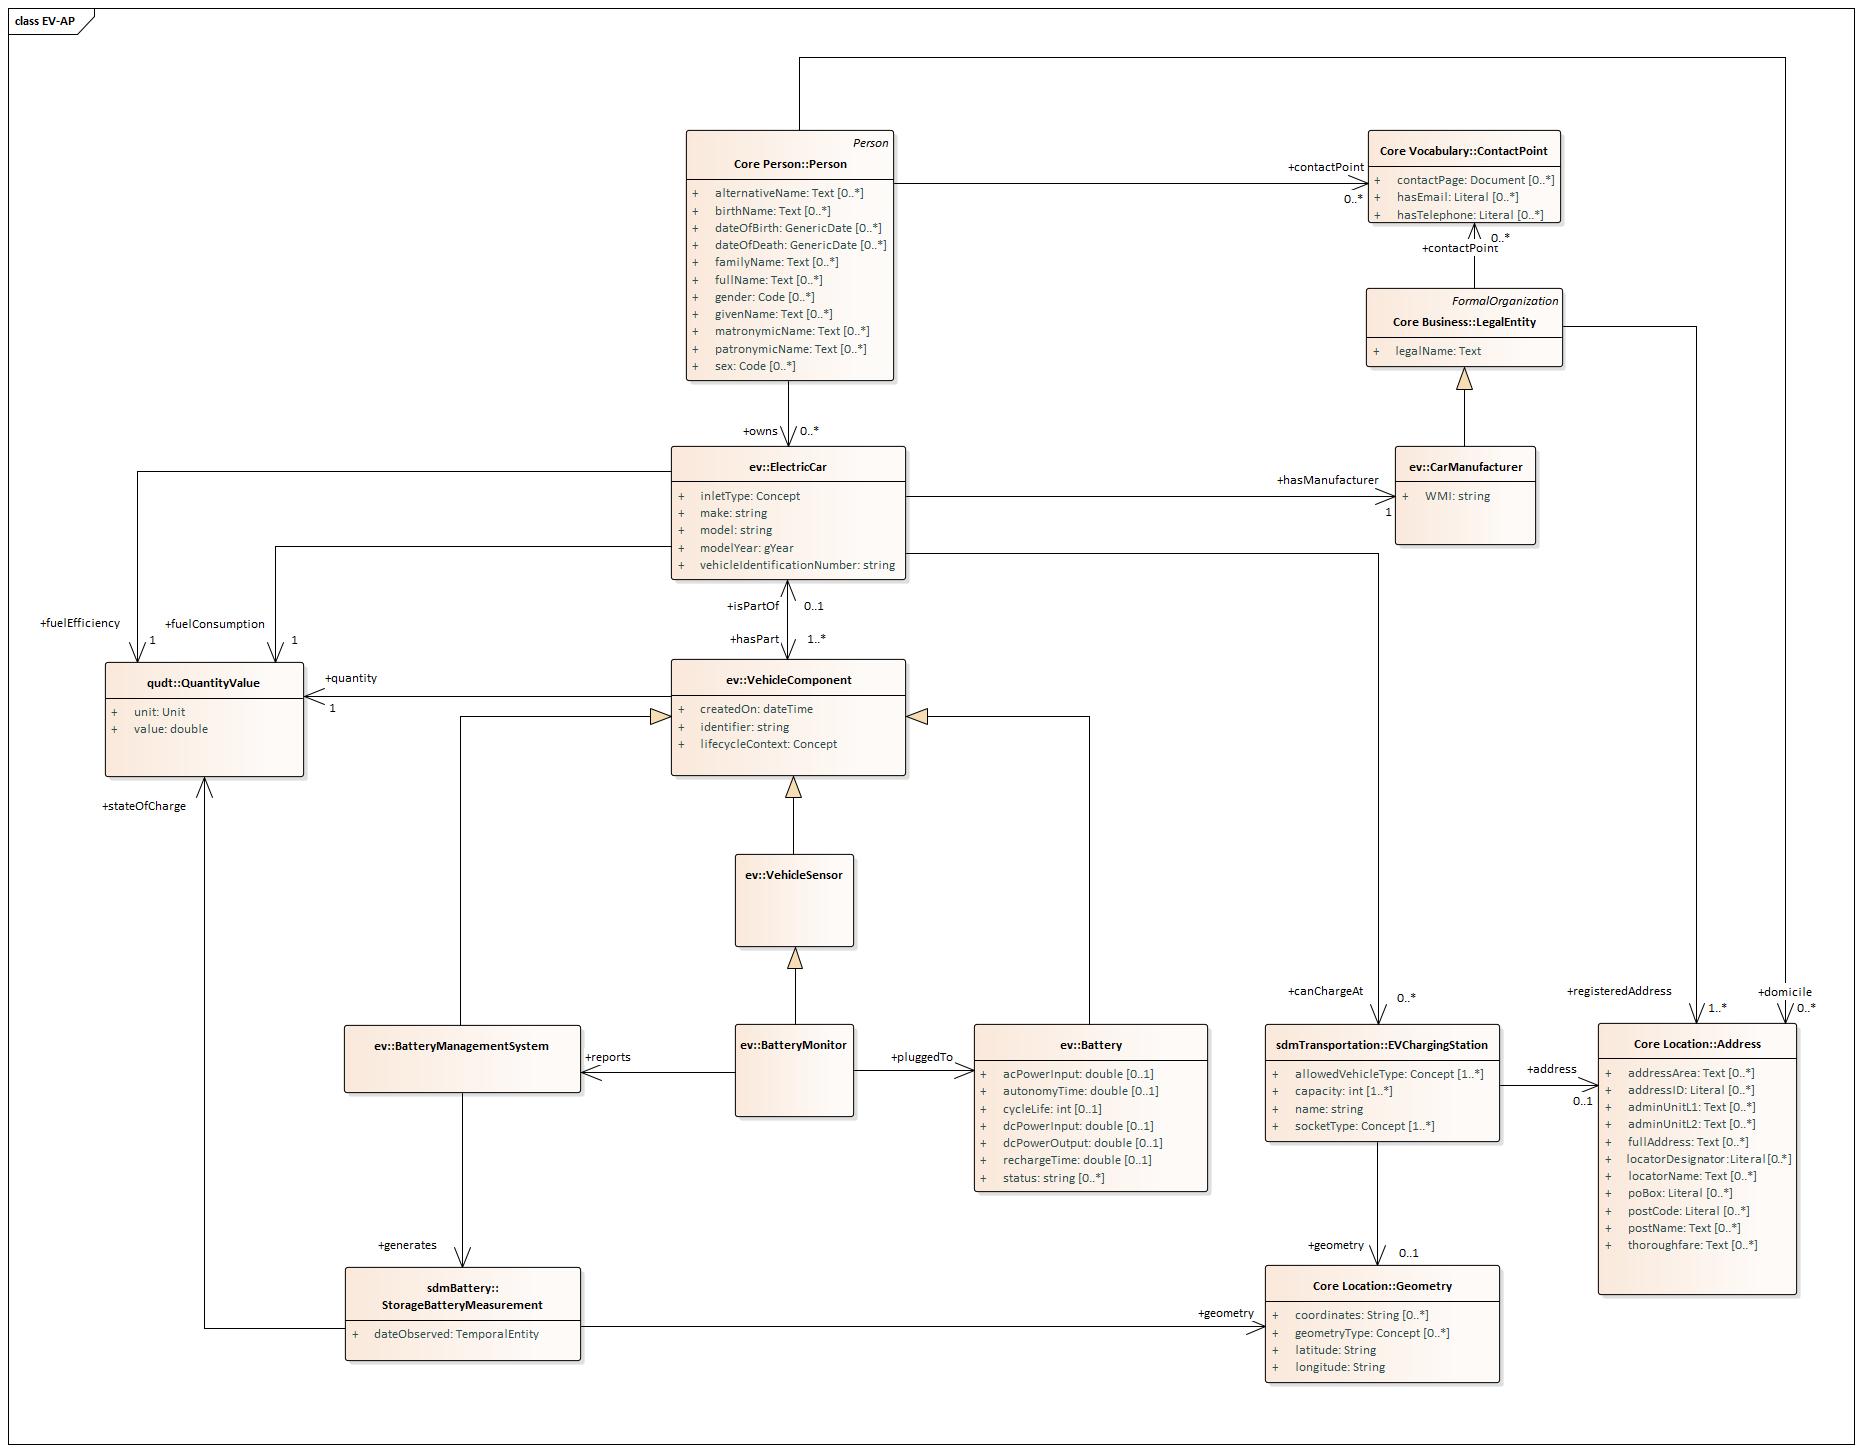 class EV-AP
Person
Core Person::Person
+ alternativeName: Text [0..*]
+ birthName: Text [0..*]
+ dateOfBirth: GenericDate [0..*]
+ dateOfDeath: GenericDate [0..*]
+ familyName: Text [0..*]
+ fullName: Text [0..*]
+ gender: Code [0..*]
+ givenName: Text [0..*]
+ matronymicName: Text [0..*]
+ patronymicName: Text [0..*]
+ sex: Code [0..*]
+contactPoint
0..*
Core Vocabulary::ContactPoint
+ contactPage: Document [0..*]
+ hasEmail: Literal [0..*]
+ hasTelephone: Literal [0..*]
0..*
+contactPoint
FormalOrganization
Core Business::LegalEntity
+ legalName: Text
+owns
0..*
ev::ElectricCar
+ inletType: Concept
+ make: string
+ model: string
+ modelYear: gYear
+ vehicleIdentificationNumber: string
+hasManufacturer
1
ev::CarManufacturer
+ WMI: string
+isPartOf
0..1
+hasPart
1..*
+fuelEfficiency
1
+fuelConsumption
1
qudt::QuantityValue
+ unit: Unit
+ value: double
+quantity
1
ev::VehicleComponent
+ createdOn: dateTime
+ identifier: string
+ lifecycleContext: Concept
+stateOfCharge
ev::VehicleSensor
+canChargeAt
0..*
+registeredAddress
1..*
+domicile
0..*
ev::BatteryManagementSystem
+reports
ev::BatteryMonitor
+pluggedTo
ev::Battery
+ acPowerInput: double [0..1]
+ autonomyTime: double [0..1]
+ cycleLife: int [0..1]
+ dcPowerInput: double [0..1]
+ dcPowerOutput: double [0..1]
+ rechargeTime: double [0..1]
+ status: string [0..*]
sdmTransportation::EVChargingStation
+ allowedVehicleType: Concept [1..*]
+ capacity: int [1..*]
+ name: string
+ socketType: Concept [1..*]
+address
0..1
Core Location::Address
+ addressArea: Text [0..*]
+ addressID: Literal [0..*]
+ adminUnitL1: Text [0..*]
+ adminUnitL2: Text [0..*]
+ fullAddress: Text [0..*]
+ locatorDesignator:Literal[0..*]
+ locatorName: Text [0..*]
+ poBox: Literal [0..*]
+ postCode: Literal [0..*]
+ postName: Text [0..*]
+ thoroughfare: Text [0..*]
+generates
+geometry
0..1
sdmBattery::
StorageBatteryMeasurement
+ dateObserved: TemporalEntity
+geometry
Core Location::Geometry
+ coordinates: String [0..*]
+ geometryType: Concept [0..*]
+ latitude: String
+ longitude: String